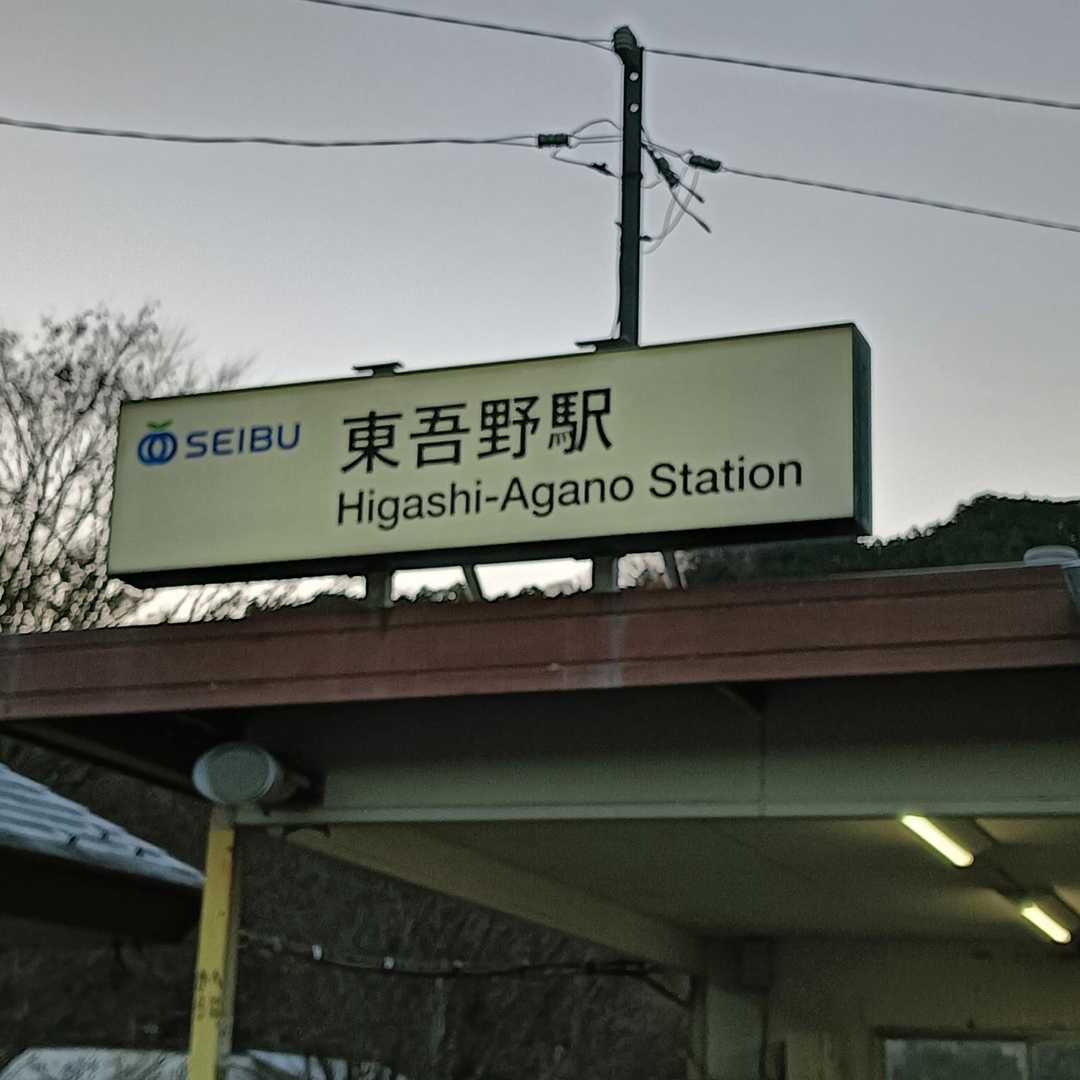 SEIBU
東吾野駅
Higashi-Agano Station